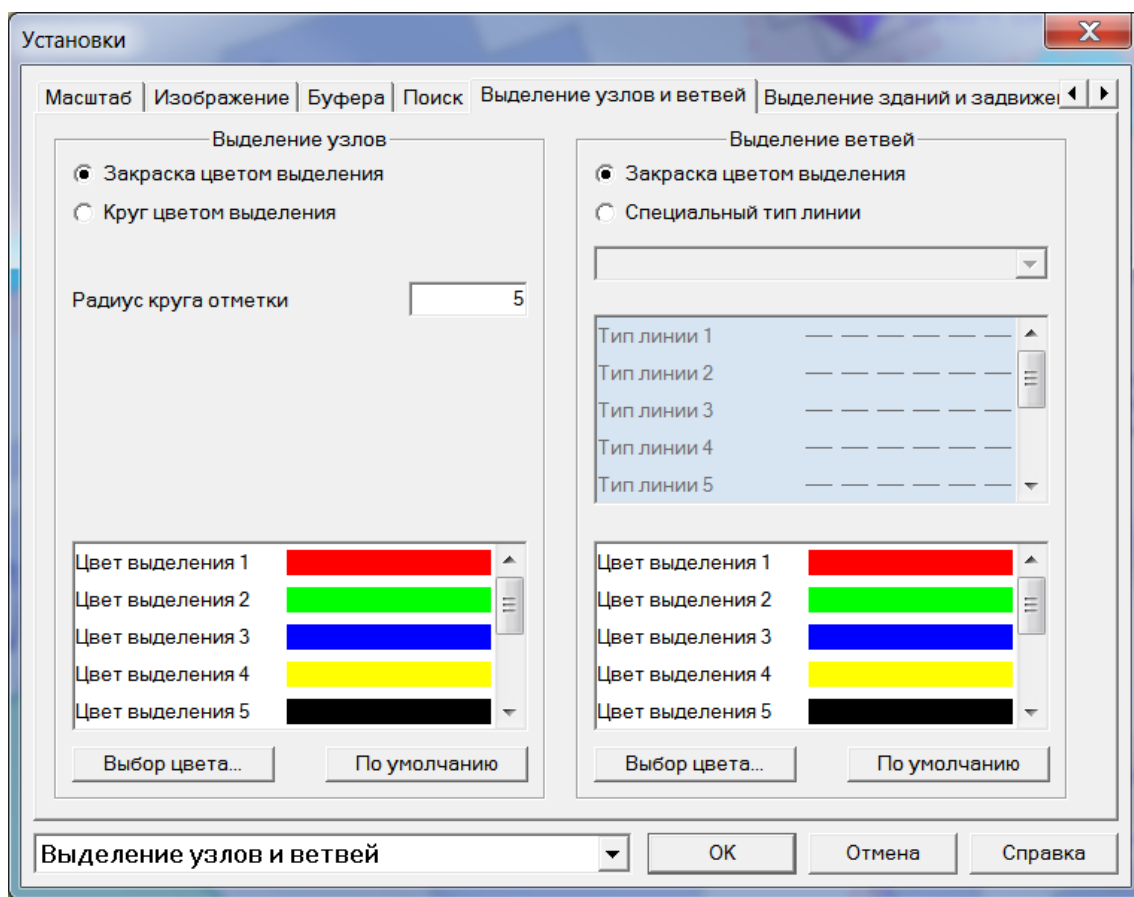 Установки
Масштаб Изображение Буфера Поиск Выделение узлов и ветвей Выделение зданий и задвиже
Выделение узлов
Закраска цветом выделения
Круг цветом выделения
Радиус круга отметки 5
Цвет выделения 1
Цвет выделения 2
Цвет выделения 3
Цвет выделения 4
Цвет выделения 5
Выбор цвета... По умолчанию
Выделение ветвей
Закраска цветом выделения
Специальный тип линии
Тип линии 1
Тип линии 2
Тип линии 3
Тип линии 4
Тип линии 5
Цвет выделения 1
Цвет выделения 2
Цвет выделения 3
Цвет выделения 4
Цвет выделения 5
Выбор цвета... По умолчанию
Выделение узлов и ветвей OK Отмена Справка